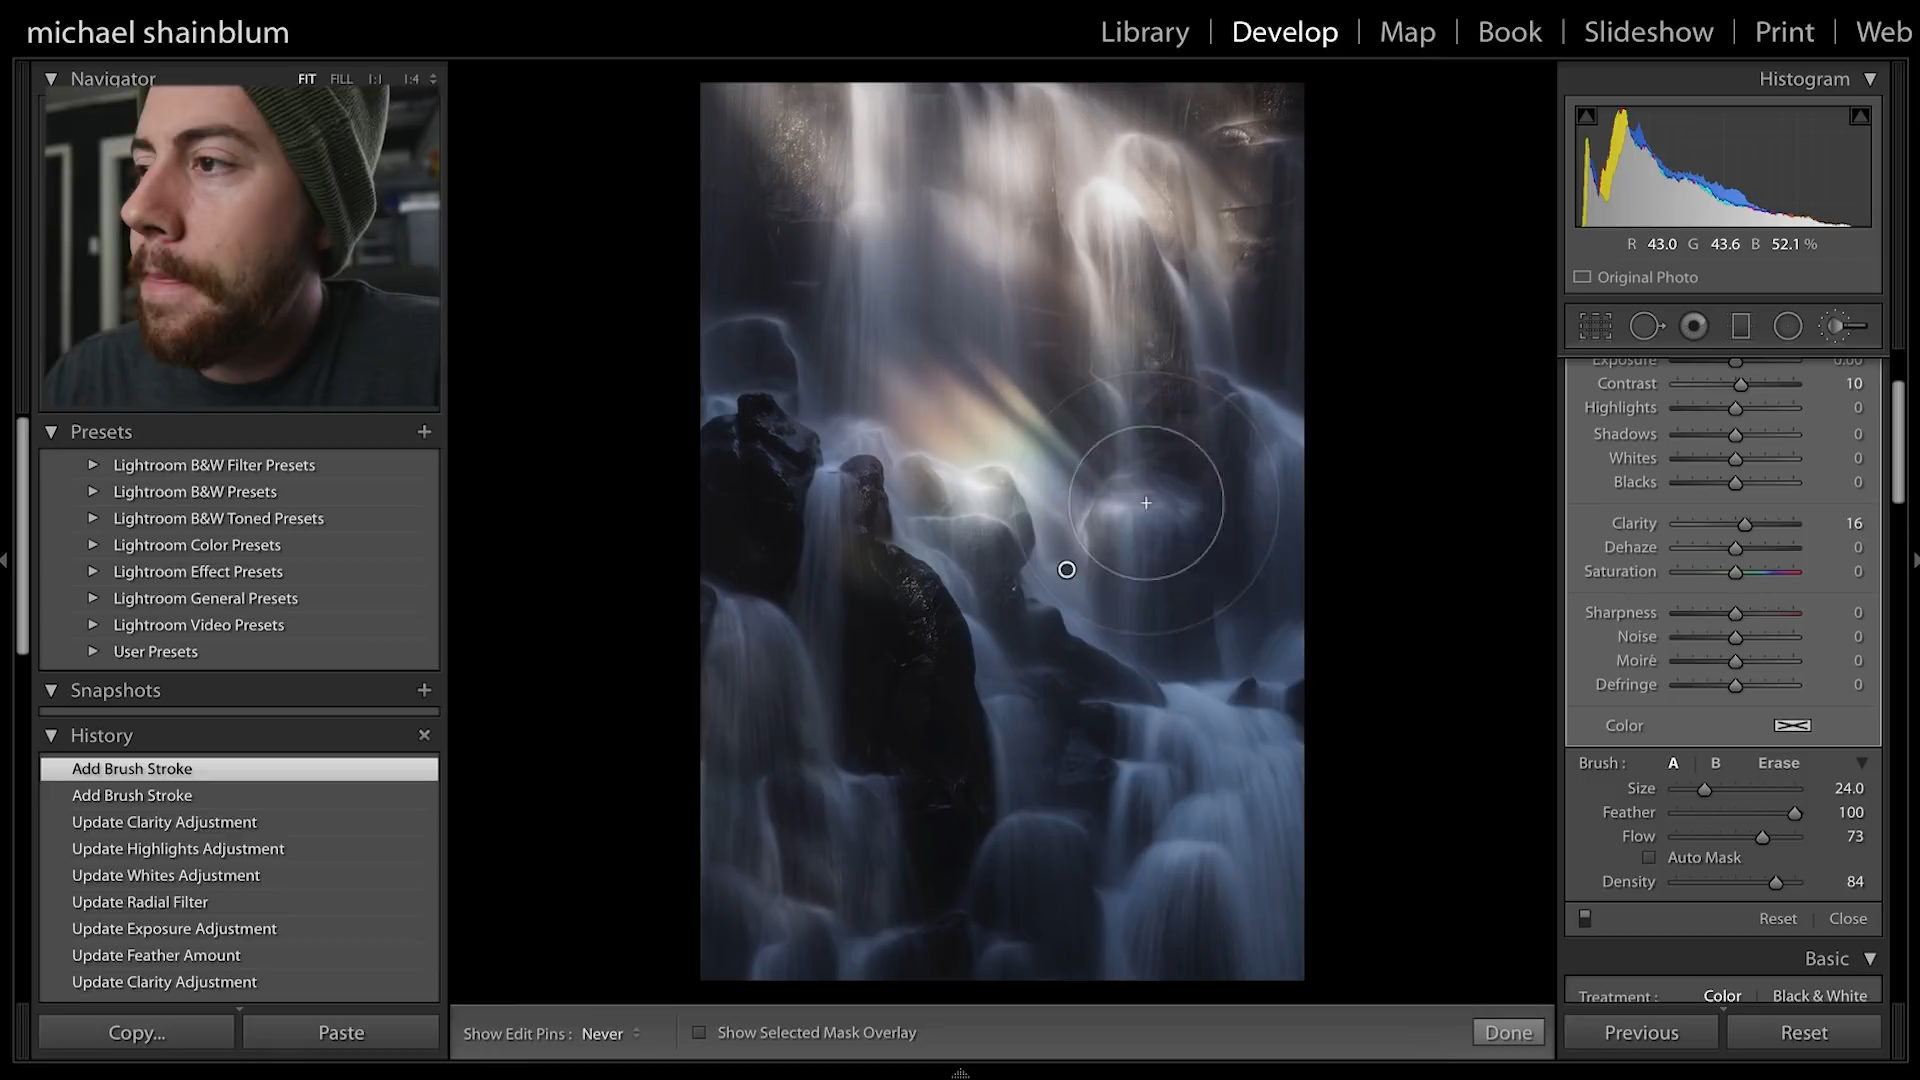 michael shainblum
Library | Develop | Map | Book | Slideshow | Print | Web
Navigator FIT FILL 1:1 1:4
Presets +
Lightroom B&W Filter Presets
Lightroom B&W Presets
Lightroom B&W Toned Presets
Lightroom Color Presets
Lightroom Effect Presets
Lightroom General Presets
Lightroom Video Presets
User Presets
Snapshots +
History ×
Add Brush Stroke
Add Brush Stroke
Update Clarity Adjustment
Update Highlights Adjustment
Update Whites Adjustment
Update Radial Filter
Update Exposure Adjustment
Update Feather Amount
Update Clarity Adjustment
Copy... Paste
Show Edit Pins : Never Show Selected Mask Overlay Done
Histogram
R 43.0 G 43.6 B 52.1 %
Original Photo
Exposure 0.00
Contrast 10
Highlights 0
Shadows 0
Whites 0
Blacks 0
Clarity 16
Dehaze 0
Saturation 0
Sharpness 0
Noise 0
Moiré 0
Defringe 0
Color
Brush : A | B Erase
Size 24.0
Feather 100
Flow 73
Auto Mask
Density 84
Reset | Close
Basic
Treatment : Color | Black & White
Previous Reset